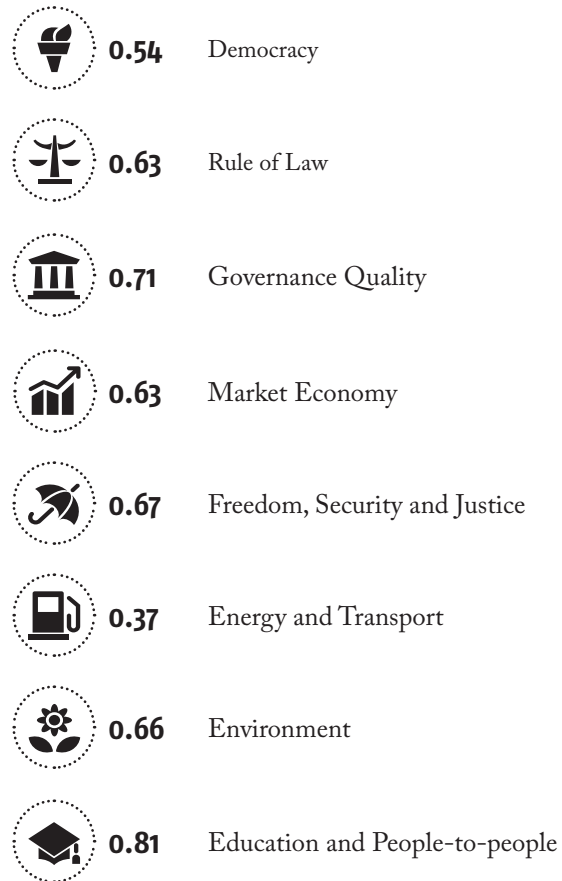 0.54 Democracy
0.63 Rule of Law
0.71 Governance Quality
0.63 Market Economy
0.67 Freedom, Security and Justice
0.37 Energy and Transport
0.66 Environment
0.81 Education and People-to-people